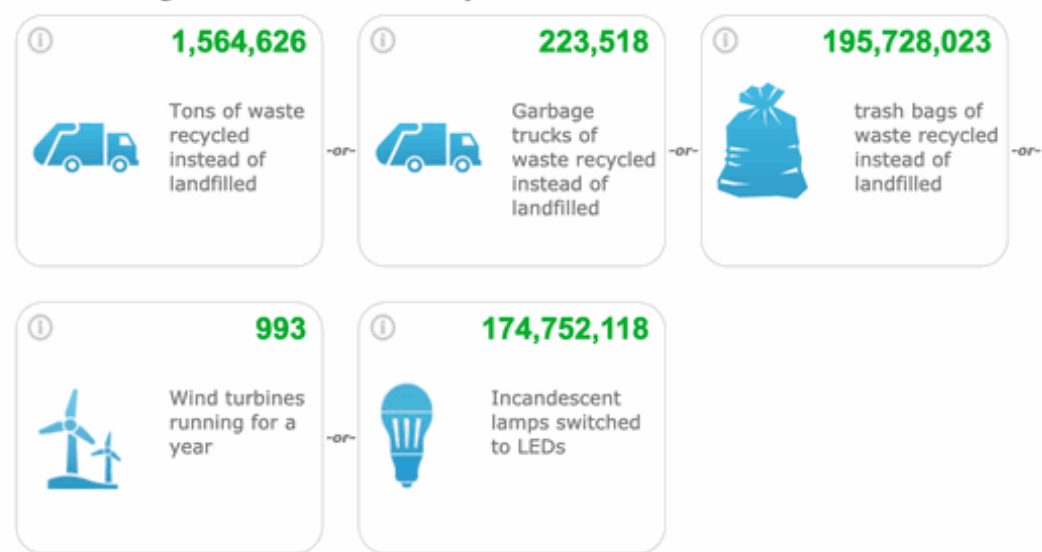 1,564,626
Tons of waste
recycled
instead of
landfilled
-or-
223,518
Garbage
trucks of
waste recycled
instead of
landfilled
-or-
195,728,023
trash bags of
waste recycled
instead of
landfilled
-or-
993
Wind turbines
running for a
year
-or-
174,752,118
Incandescent
lamps switched
to LEDs